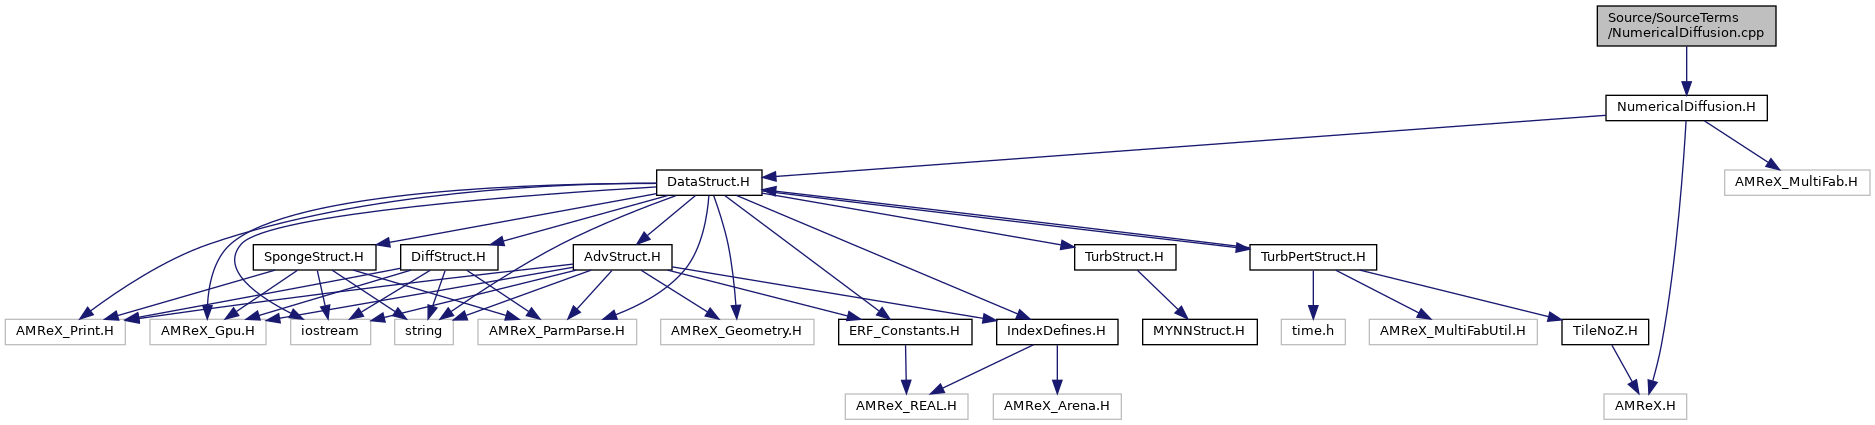 Source/SourceTerms
/NumericalDiffusion.cpp
NumericalDiffusion.H
DataStruct.H
AMReX_MultiFab.H
SpongeStruct.H
DiffStruct.H
AdvStruct.H
TurbStruct.H
TurbPertStruct.H
AMReX_Print.H
AMReX_Gpu.H
iostream
string
AMReX_ParmParse.H
AMReX_Geometry.H
ERF_Constants.H
IndexDefines.H
MYNNStruct.H
time.h
AMReX_MultiFabUtil.H
TileNoZ.H
AMReX_REAL.H
AMReX_Arena.H
AMReX.H